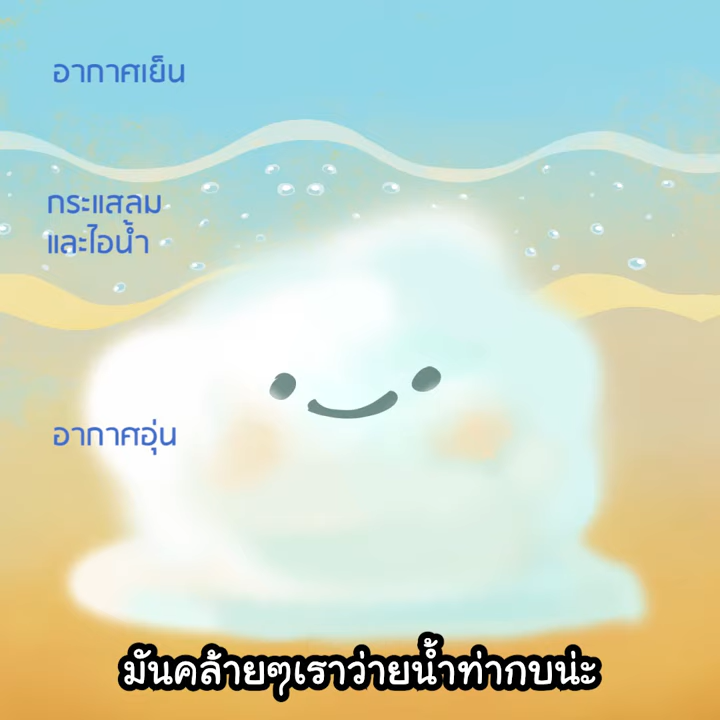 อากาศเย็น
กระแสลม
และไอน้ำ
อากาศอุ่น
มันคล้ายๆเราว่ายน้ำท่ากบน่ะ